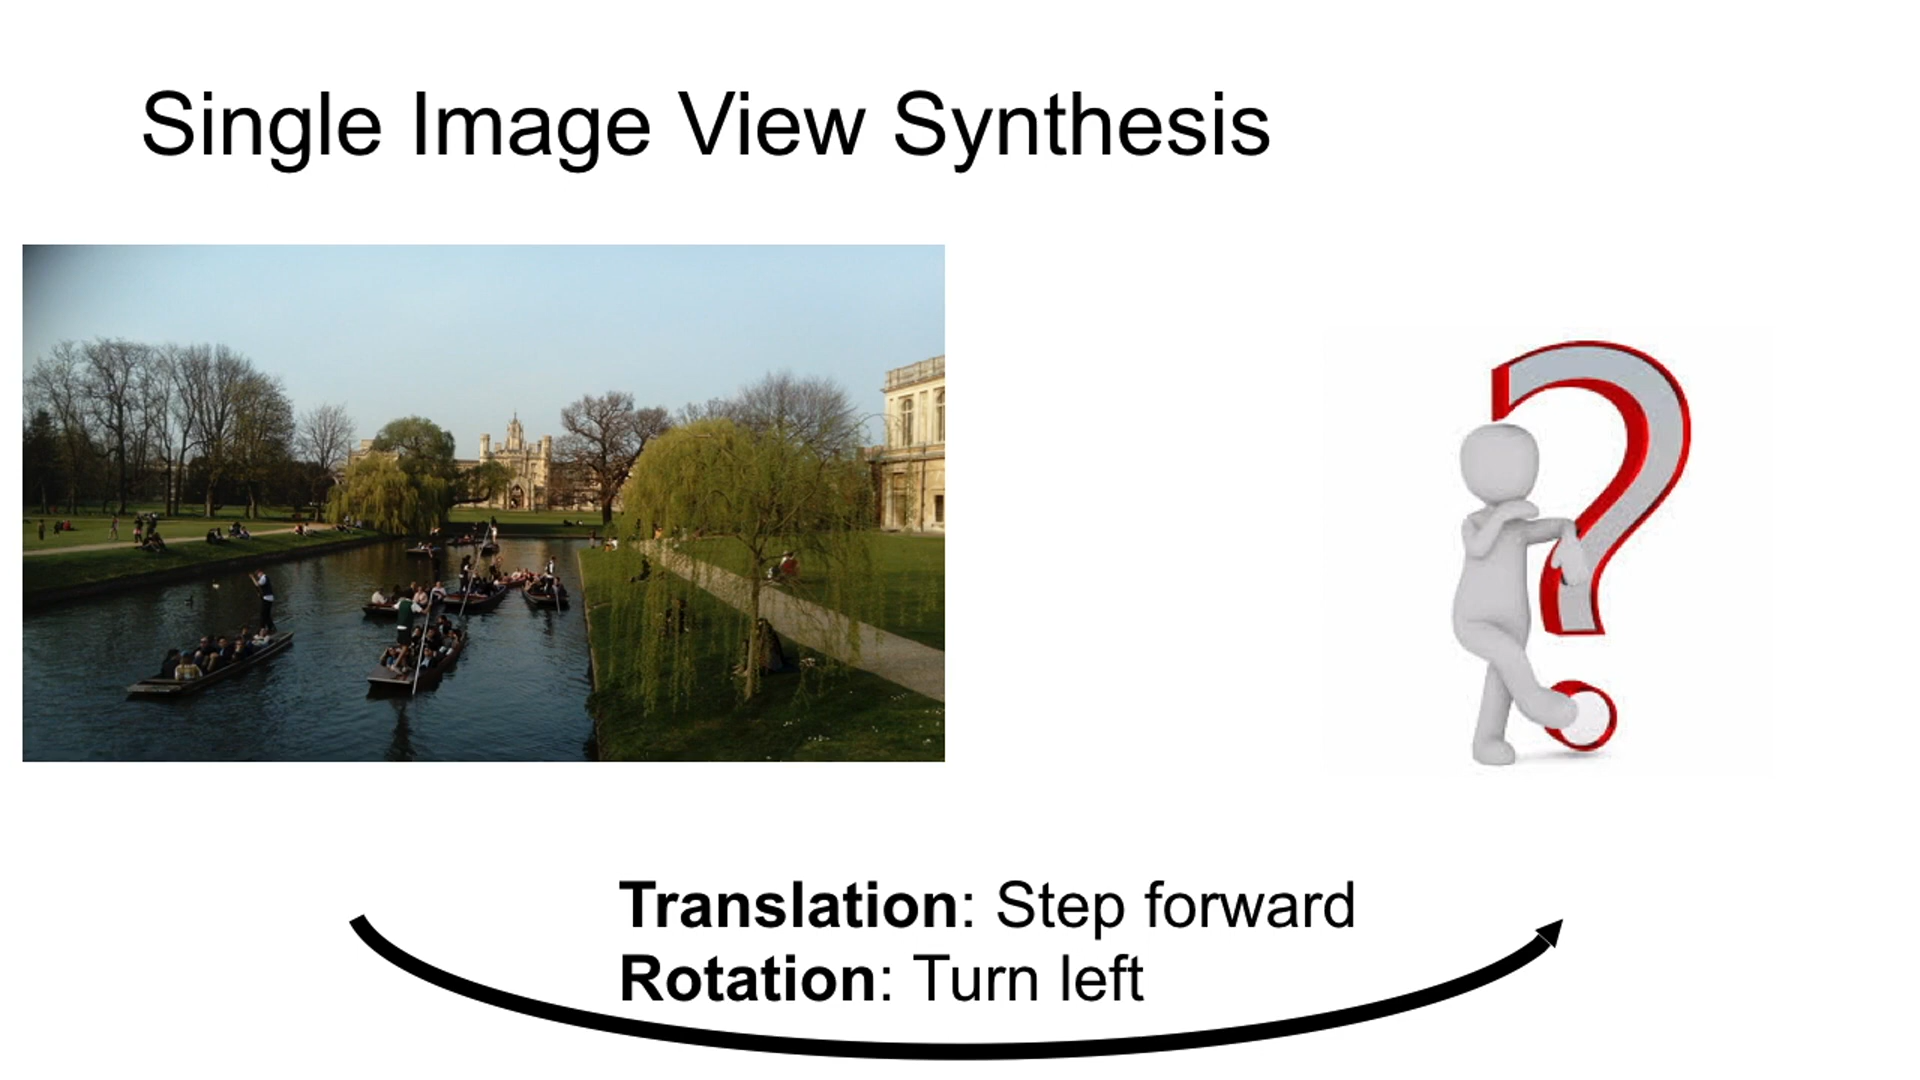 Single Image View Synthesis
Translation: Step forward
Rotation: Turn left